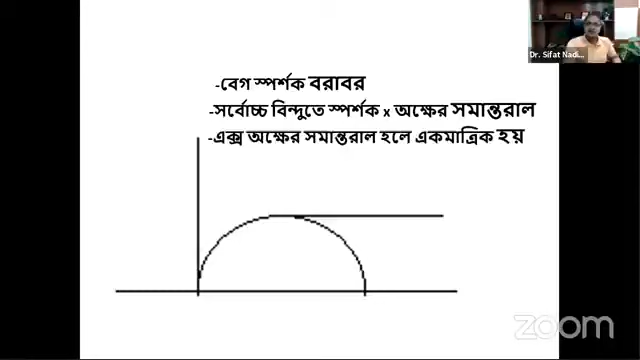 Dr. Sifat Nadi...
-বেগ স্পর্শক বরাবর
-সর্বোচ্চ বিন্দুতে স্পর্শক x অক্ষের সমান্তরাল
-এক্স অক্ষের সমান্তরাল হলে একমাত্রিক হয়
zoom